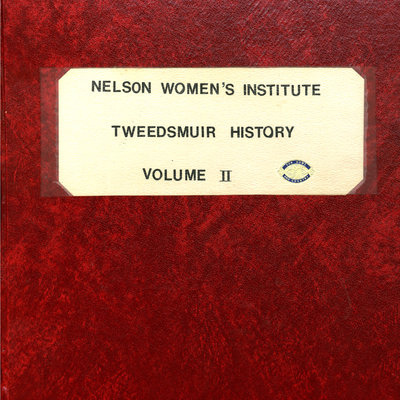 NELSON WOMEN'S INSTITUTE
TWEEDSMUIR HISTORY
VOLUME II